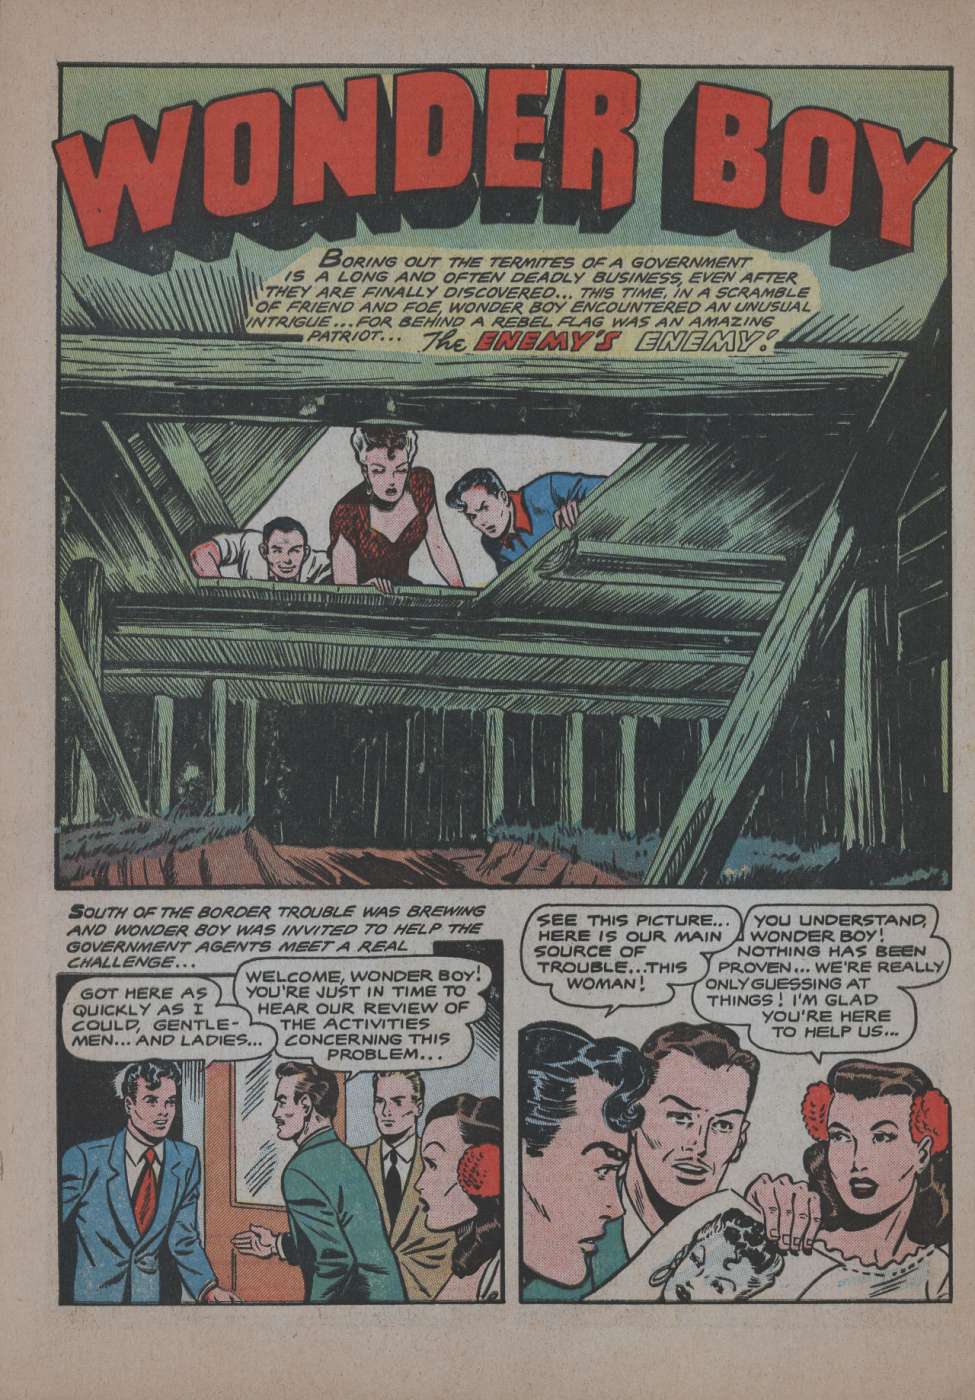 WONDER BOY
BORING OUT THE TERMITES OF A GOVERNMENT
IS A LONG AND OFTEN DEADLY BUSINESS, EVEN AFTER
THEY ARE FINALLY DISCOVERED... THIS TIME, IN A SCRAMBLE
OF FRIEND AND FOE, WONDER BOY ENCOUNTERED AN UNUSUAL
INTRIGUE... FOR BEHIND A REBEL FLAG WAS AN AMAZING
PATRIOT... The ENEMY'S ENEMY!
SOUTH OF THE BORDER TROUBLE WAS BREWING
AND WONDER BOY WAS INVITED TO HELP THE
GOVERNMENT AGENTS MEET A REAL
CHALLENGE...
GOT HERE AS
QUICKLY AS I
COULD, GENTLE-
MEN... AND LADIES...
WELCOME, WONDER BOY!
YOU'RE JUST IN TIME TO
HEAR OUR REVIEW OF
THE ACTIVITIES
CONCERNING THIS
PROBLEM...
SEE THIS PICTURE...
HERE IS OUR MAIN
SOURCE OF
TROUBLE... THIS
WOMAN!
YOU UNDERSTAND,
WONDER BOY!
NOTHING HAS BEEN
PROVEN... WE'RE REALLY
ONLY GUESSING AT
THINGS! I'M GLAD
YOU'RE HERE
TO HELP US...